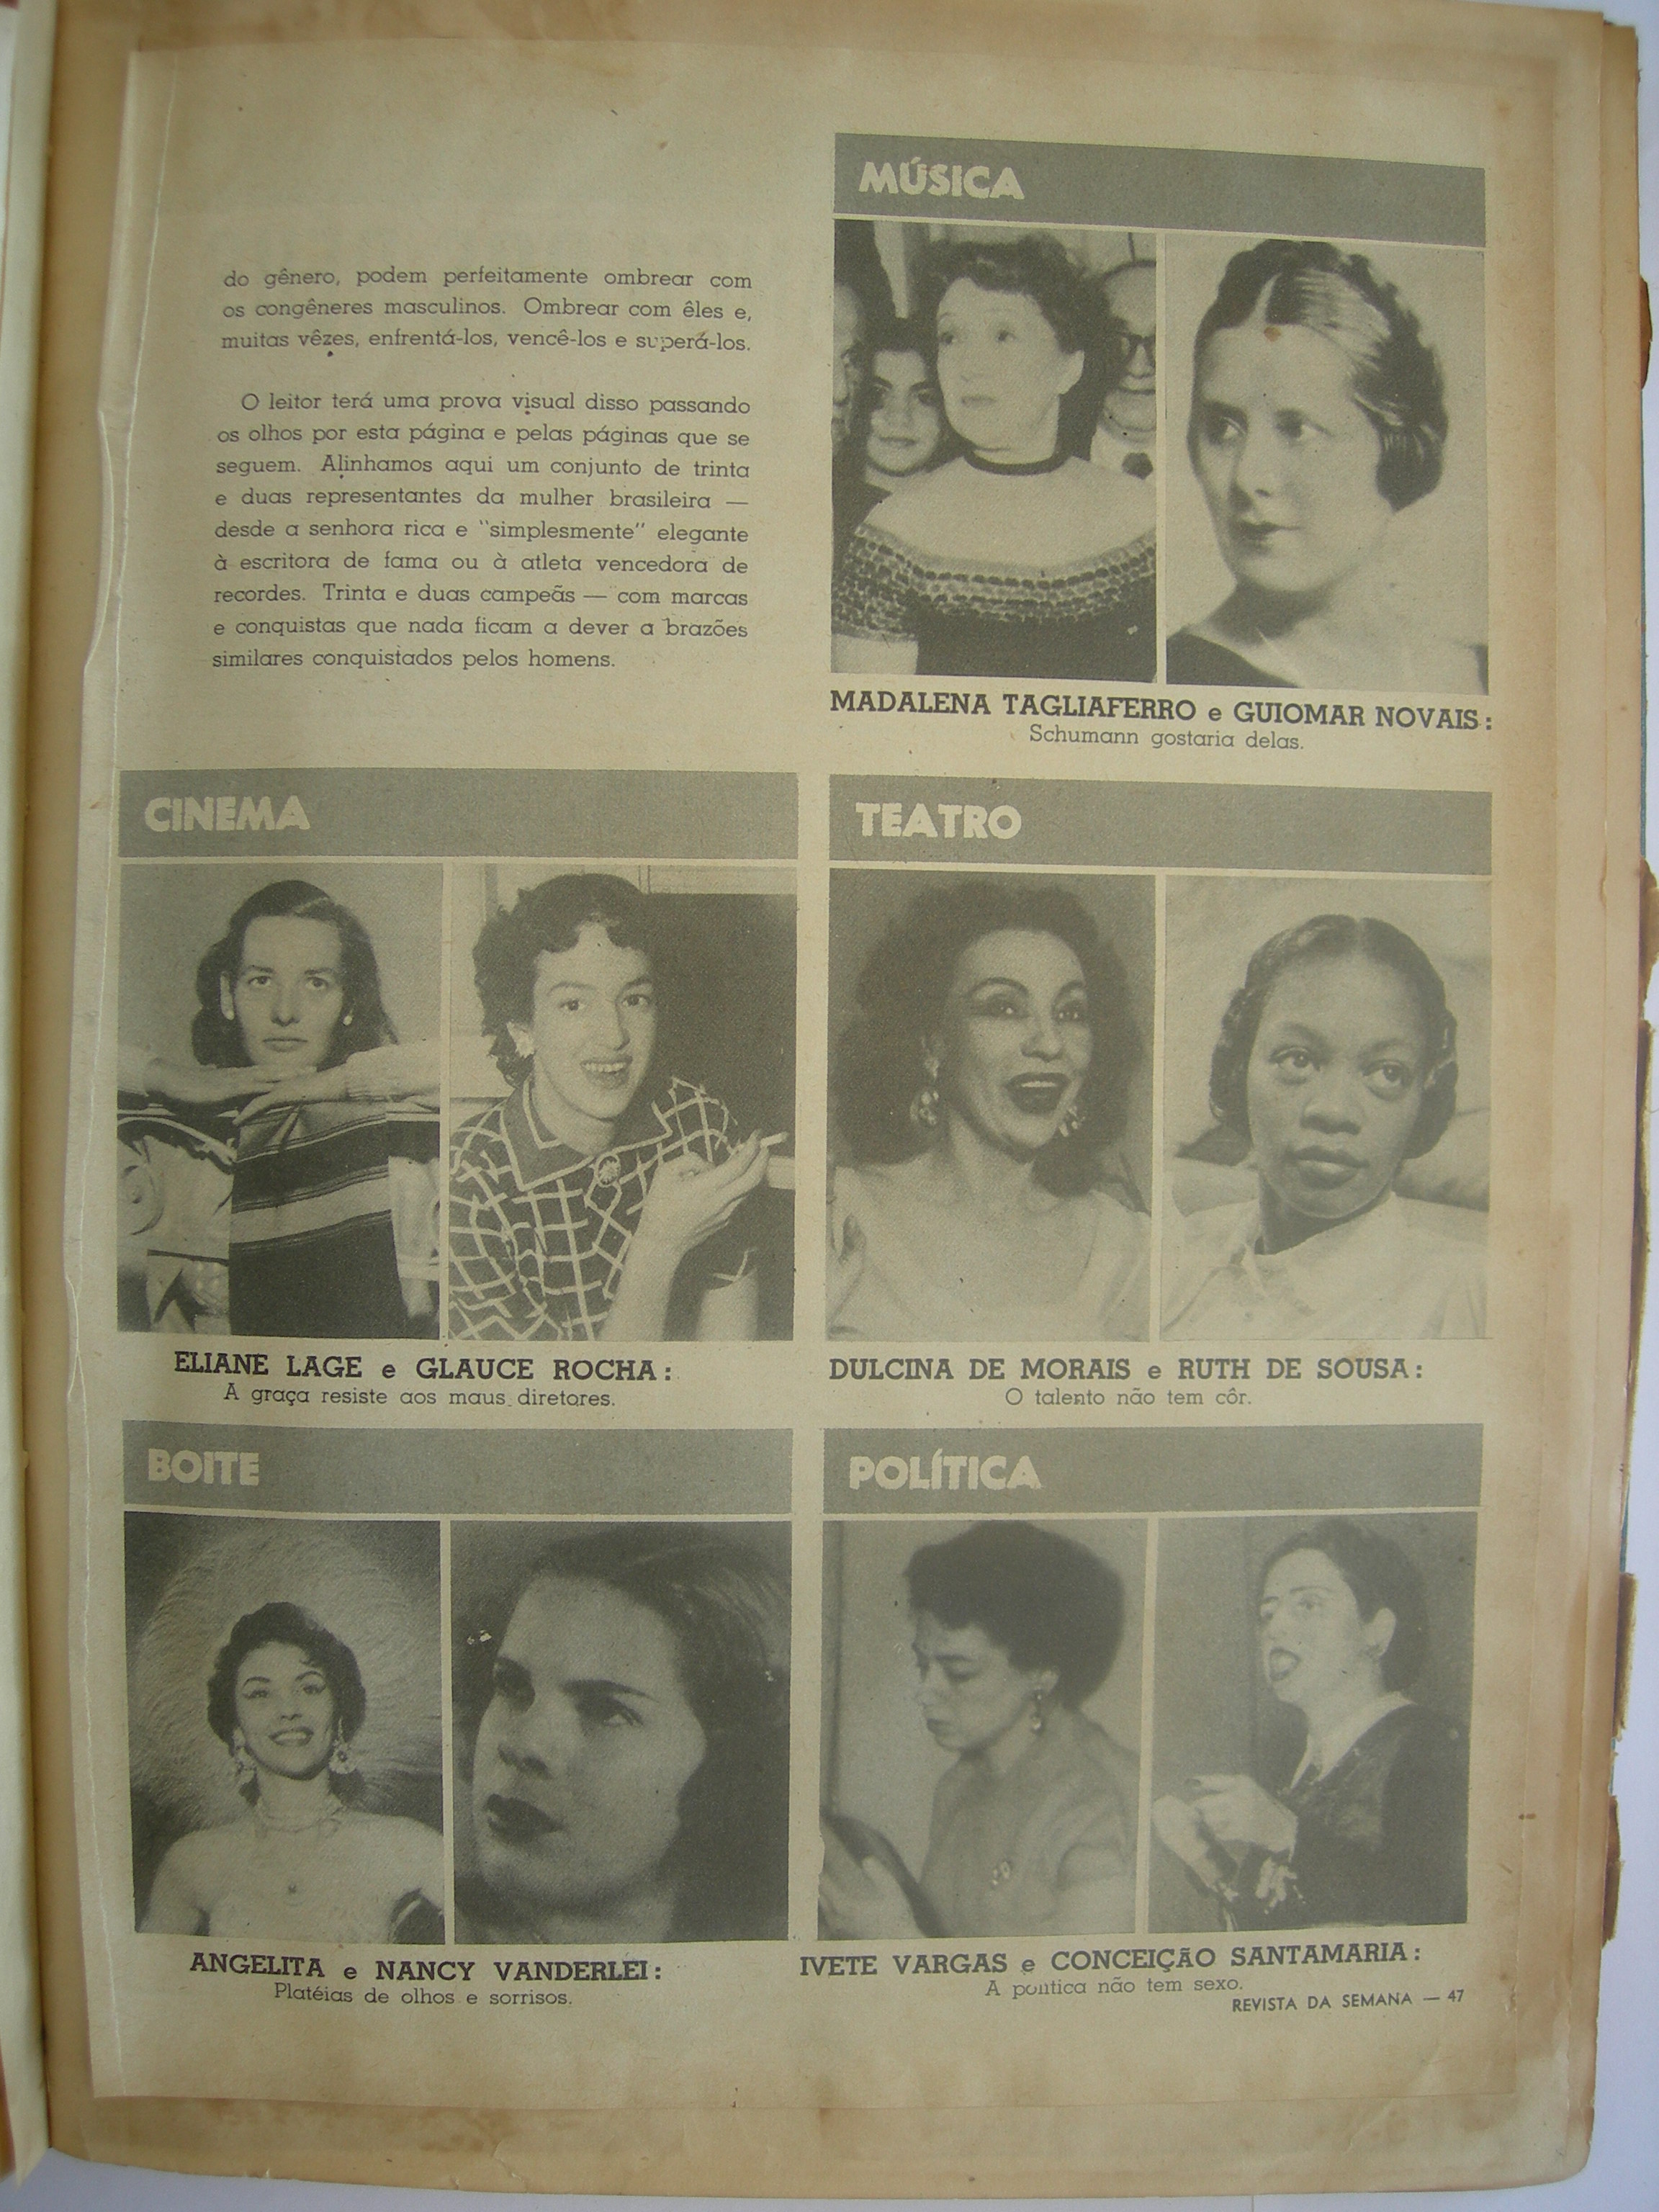 do gênero, podem perfeitamente ombrear com
os congêneres masculinos. Ombrear com êles e,
muitas vêzes, enfrentá-los, vencê-los e superá-los.
O leitor terá uma prova visual disso passando
os olhos por esta página e pelas páginas que se
seguem. Alinhamos aqui um conjunto de trinta
e duas representantes da mulher brasileira —
desde a senhora rica e "simplesmente" elegante
à escritora de fama ou à atleta vencedora de
recordes. Trinta e duas campeãs — com marcas
e conquistas que nada ficam a dever a brazões
similares conquistados pelos homens.
MÚSICA
MADALENA TAGLIAFERRO e GUIOMAR NOVAIS:
Schumann gostaria delas.
CINEMA
ELIANE LAGE e GLAUCE ROCHA:
A graça resiste aos maus diretores.
TEATRO
DULCINA DE MORAIS e RUTH DE SOUSA:
O talento não tem côr.
BOITE
ANGELITA e NANCY VANDERLEI:
Platéias de olhos e sorrisos.
POLÍTICA
IVETE VARGAS e CONCEIÇÃO SANTAMARIA:
A política não tem sexo.
REVISTA DA SEMANA — 47